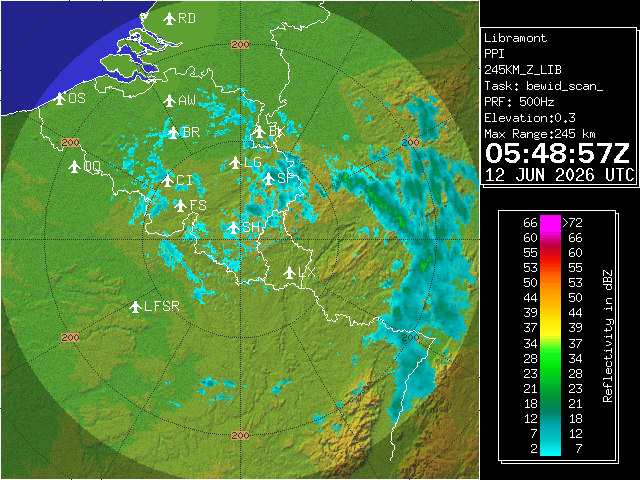 RD
200
OS
AW
BR
BK
200
200
QQ
LG
CI
SP
FS
SH
LX
LFSR
200
200
200
Libramont
PPI
245KM_Z_LIB
Task: bewid_scan_
PRF: 500Hz
Elevation:0.3
Max Range:245 km
05:48:57Z
12 JUN 2026 UTC
66 >72
60 66
55 60
53 55
50 53
44 50
39 44
37 39
34 37
28 34
23 28
21 23
18 21
12 18
7 12
2 7
Reflectivity in dBZ